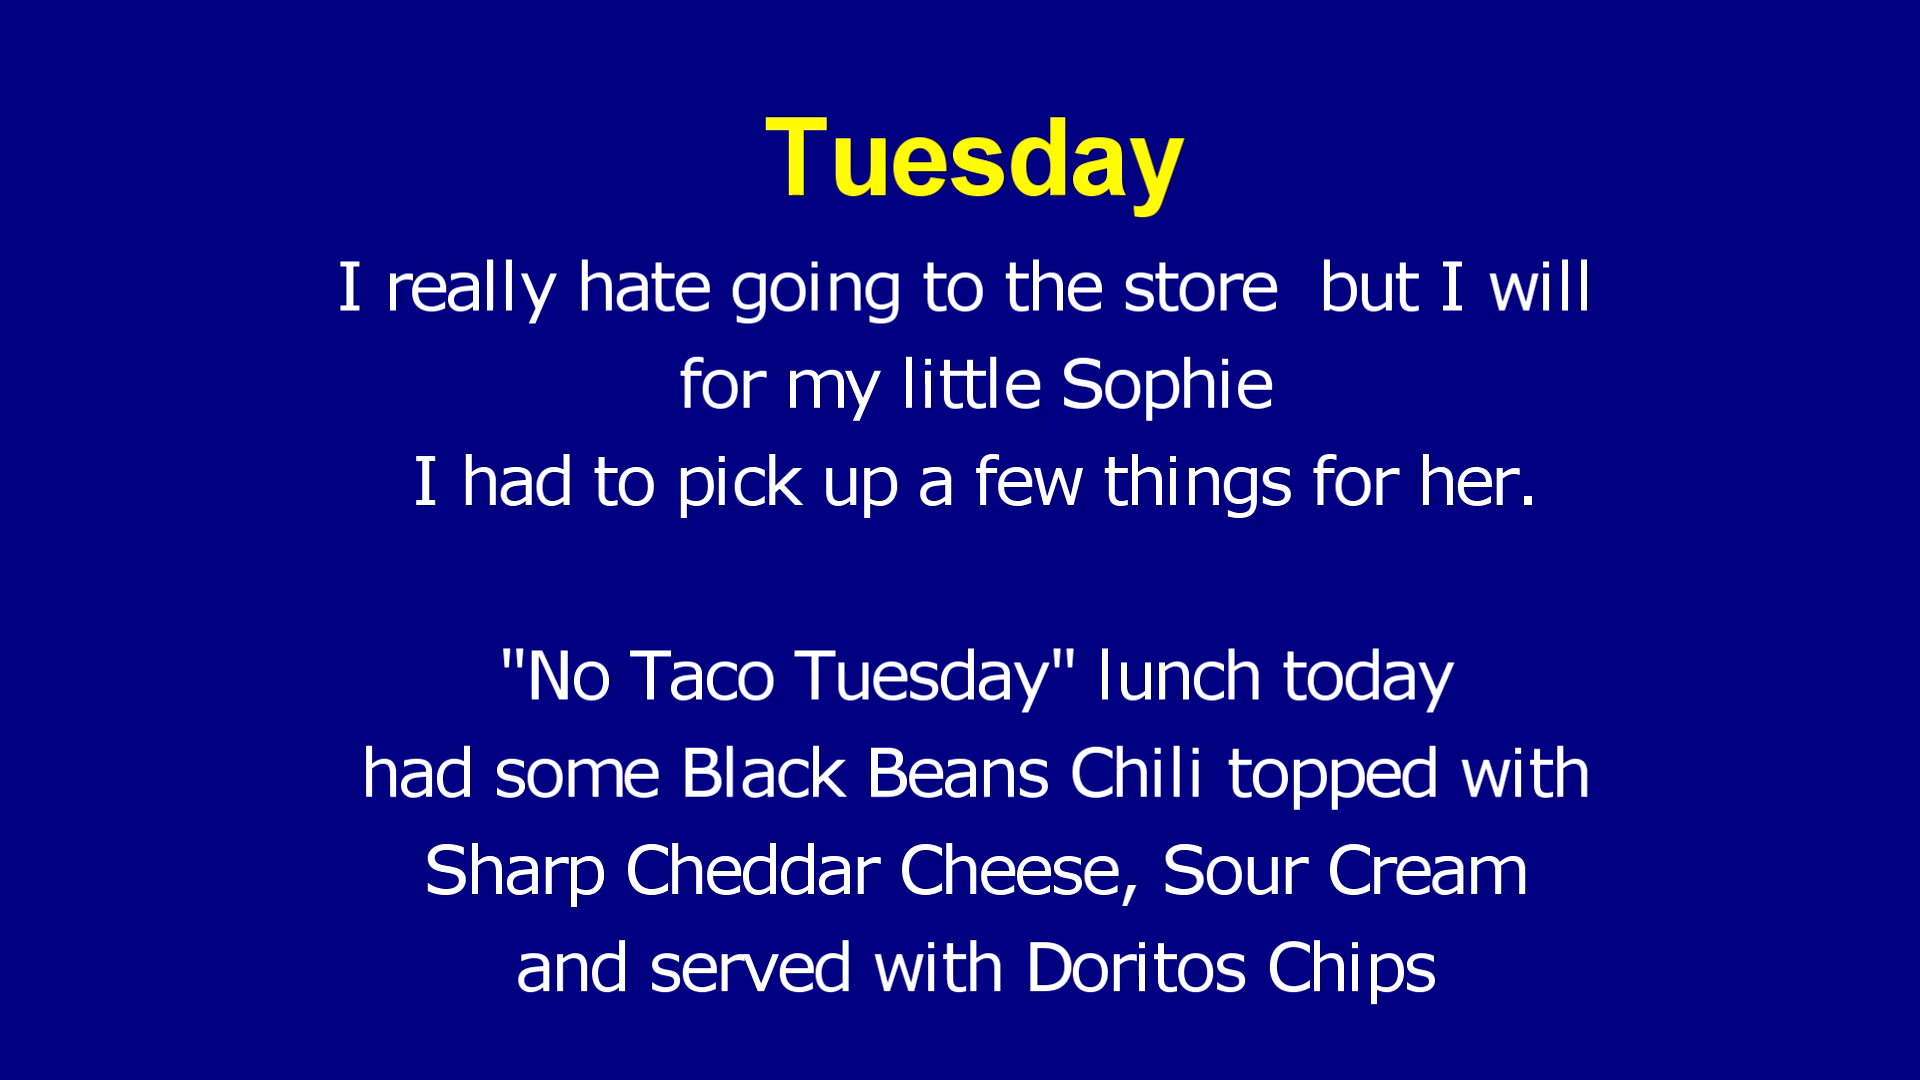 Tuesday
I really hate going to the store  but I will
for my little Sophie
I had to pick up a few things for her.
"No Taco Tuesday" lunch today
had some Black Beans Chili topped with
Sharp Cheddar Cheese, Sour Cream
and served with Doritos Chips